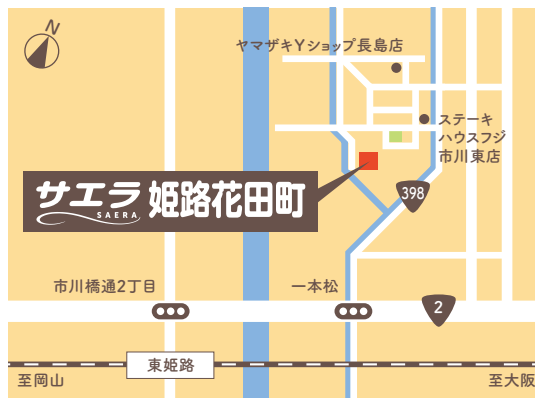 N
ヤマザキYショップ長島店
ステーキ
ハウスフジ
市川東店
398
サエラ 姫路花田町
SAERA
市川橋通2丁目
一本松
2
東姫路
至岡山
至大阪